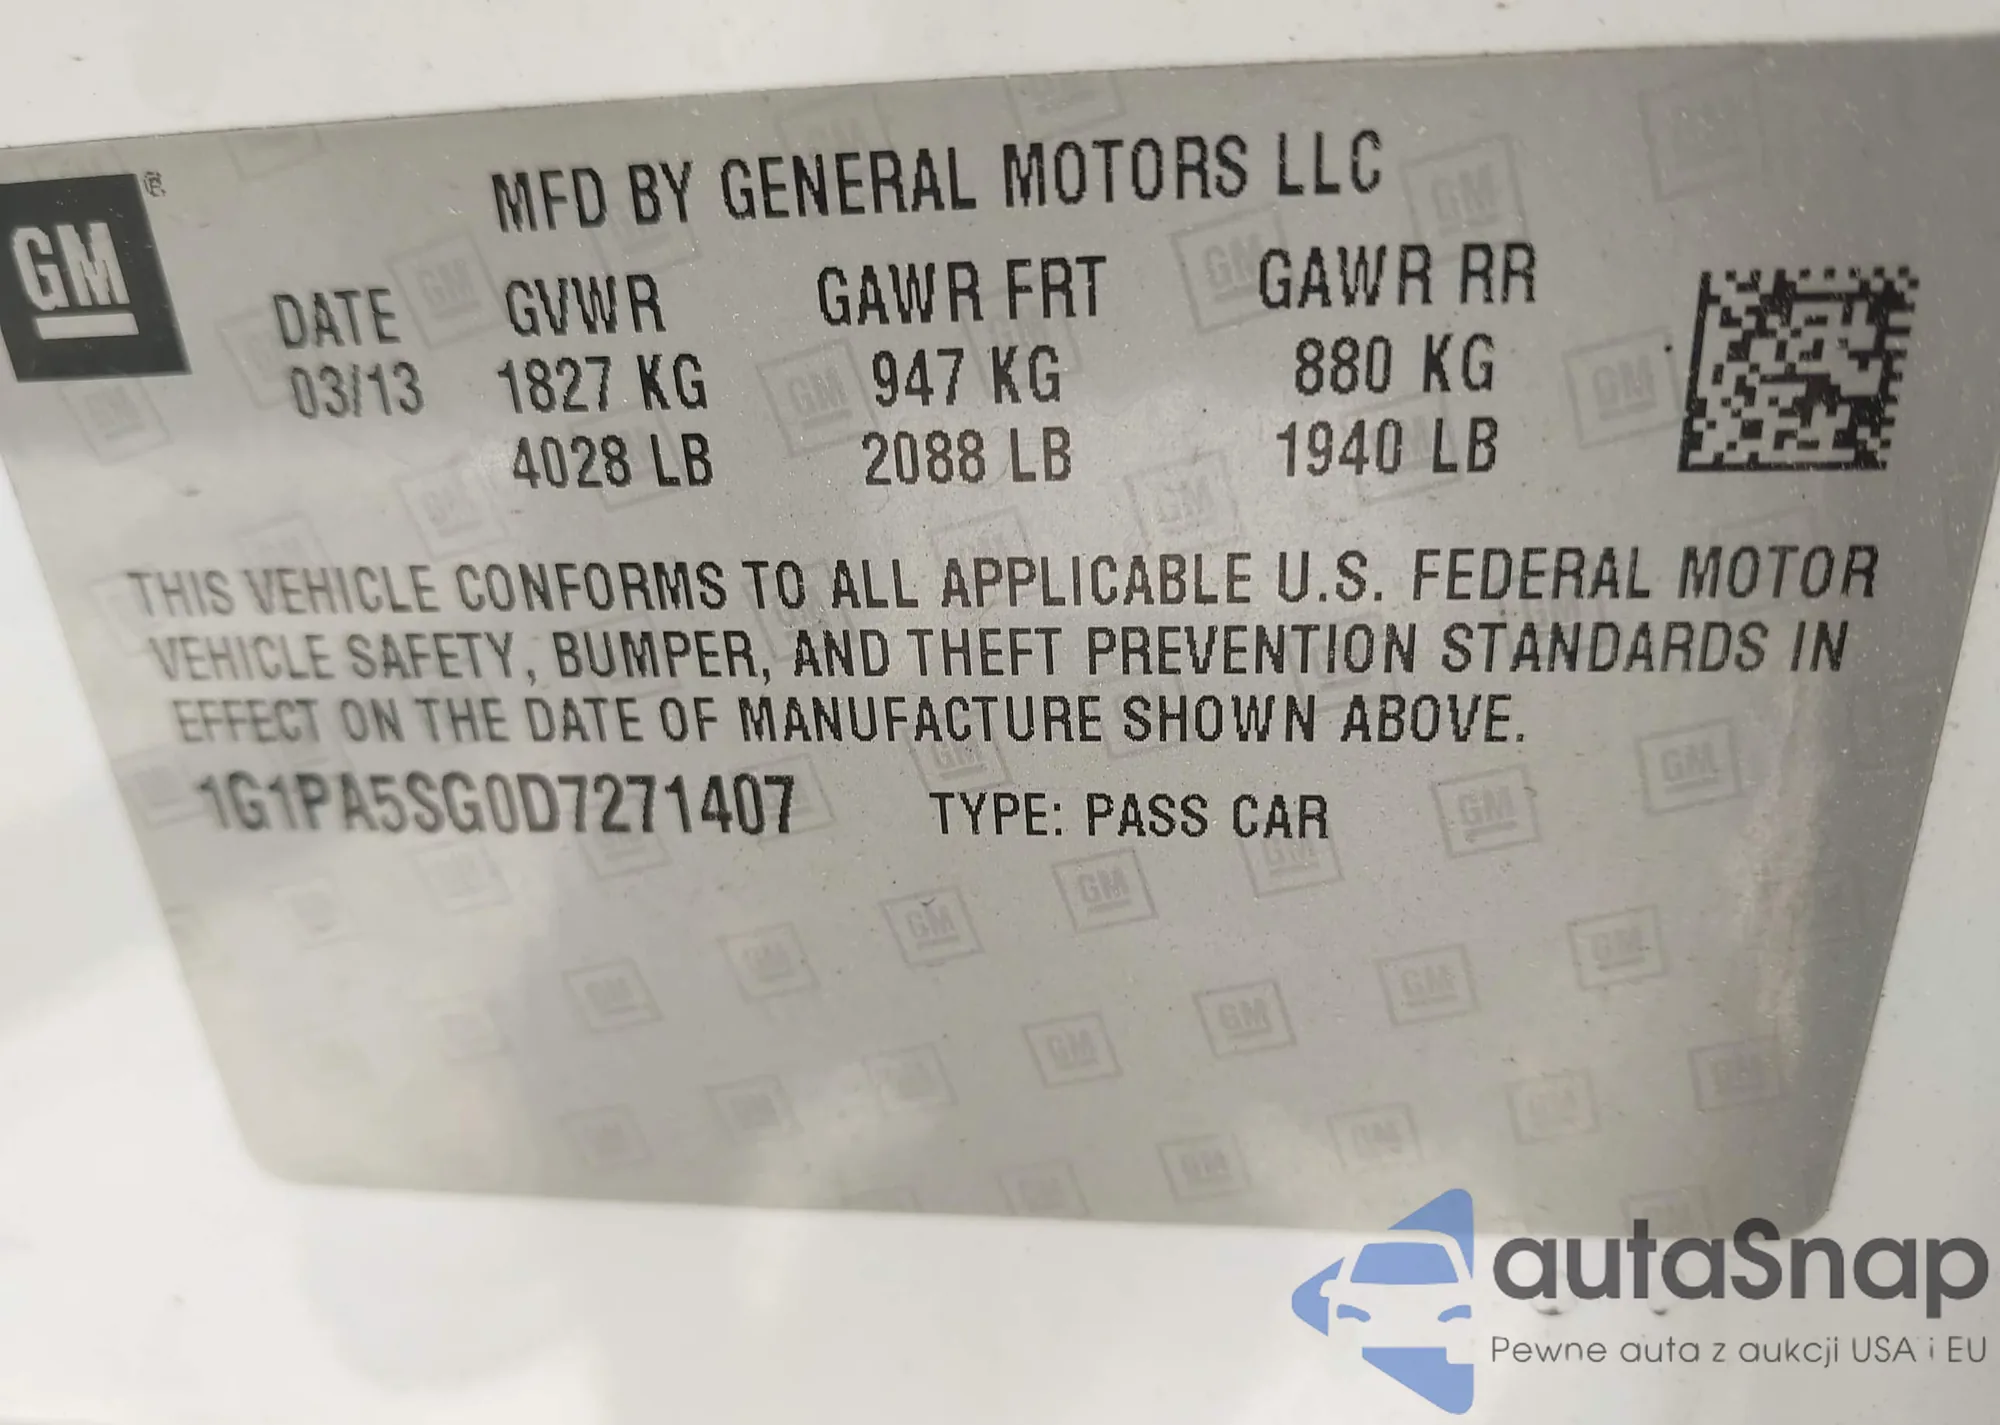 GM ®
MFD BY GENERAL MOTORS LLC
DATE GVWR GAWR FRT GAWR RR
03/13 1827 KG 947 KG 880 KG
4028 LB 2088 LB 1940 LB
THIS VEHICLE CONFORMS TO ALL APPLICABLE U.S. FEDERAL MOTOR
VEHICLE SAFETY, BUMPER, AND THEFT PREVENTION STANDARDS IN
EFFECT ON THE DATE OF MANUFACTURE SHOWN ABOVE.
1G1PA5SG0D7271407 TYPE: PASS CAR
autaSnap
Pewne auta z aukcji USA i EU